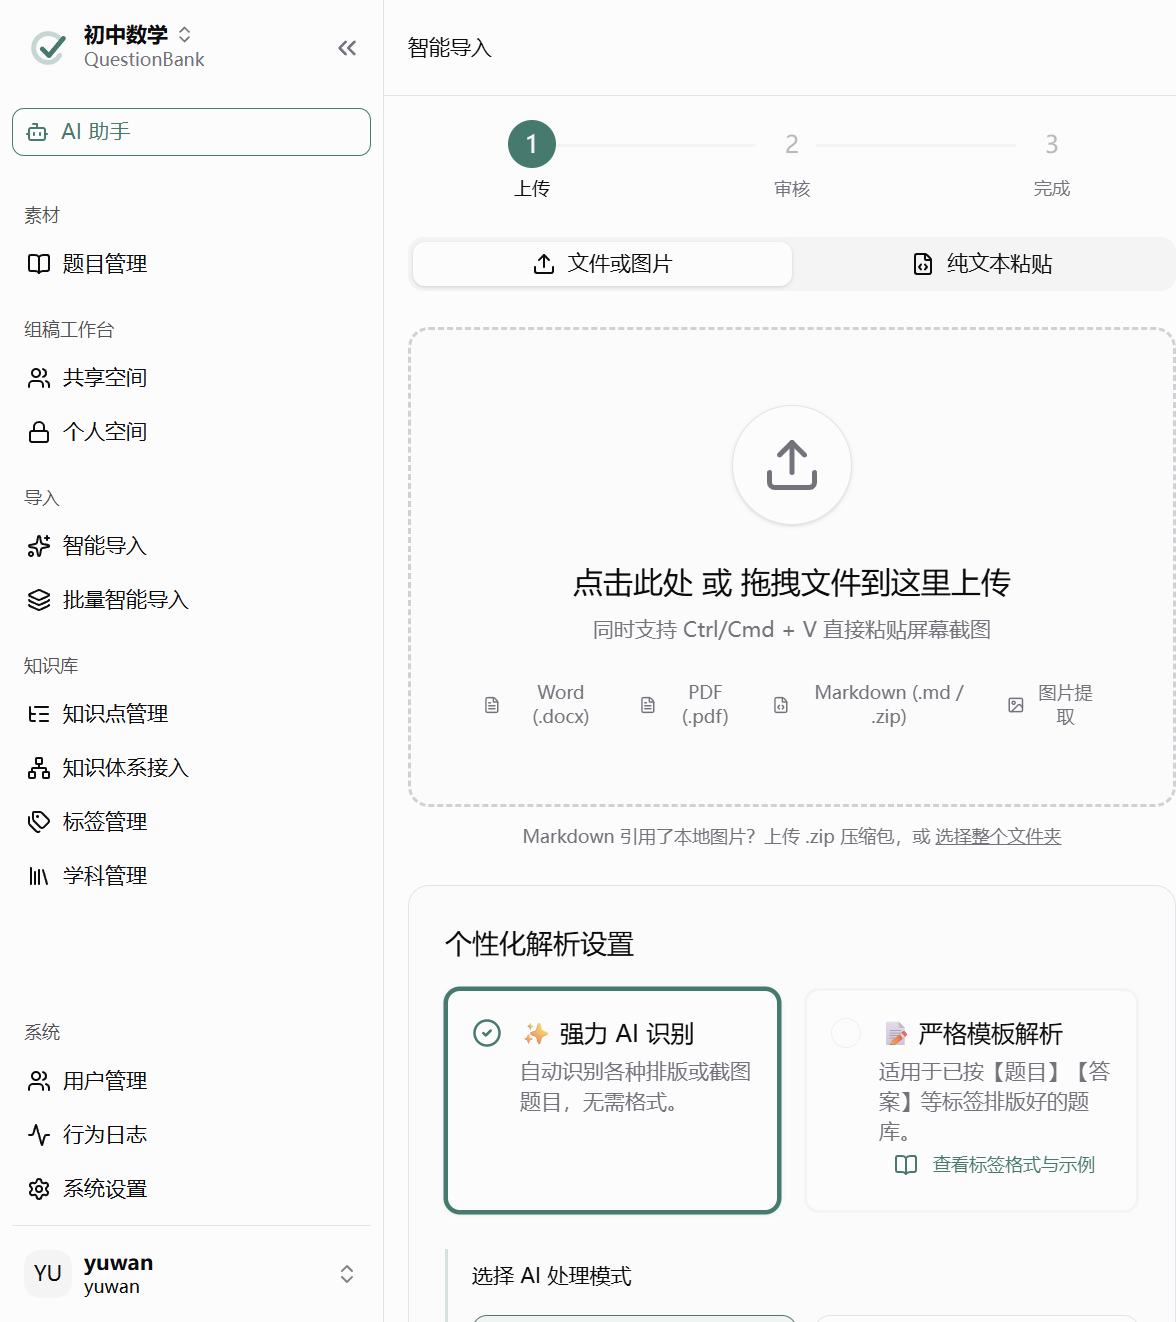 初中数学
QuestionBank
AI 助手
素材
题目管理
组稿工作台
共享空间
个人空间
导入
智能导入
批量智能导入
知识库
知识点管理
知识体系接入
标签管理
学科管理
系统
用户管理
行为日志
系统设置
YU
yuwan
yuwan
智能导入
1
上传
2
审核
3
完成
文件或图片
纯文本粘贴
点击此处 或 拖拽文件到这里上传
同时支持 Ctrl/Cmd + V 直接粘贴屏幕截图
Word
(.docx)
PDF
(.pdf)
Markdown (.md /
.zip)
图片提
取
Markdown 引用了本地图片？上传 .zip 压缩包，或 选择整个文件夹
个性化解析设置
✨ 强力 AI 识别
自动识别各种排版或截图
题目，无需格式。
📝 严格模板解析
适用于已按【题目】【答
案】等标签排版好的题
库。
查看标签格式与示例
选择 AI 处理模式